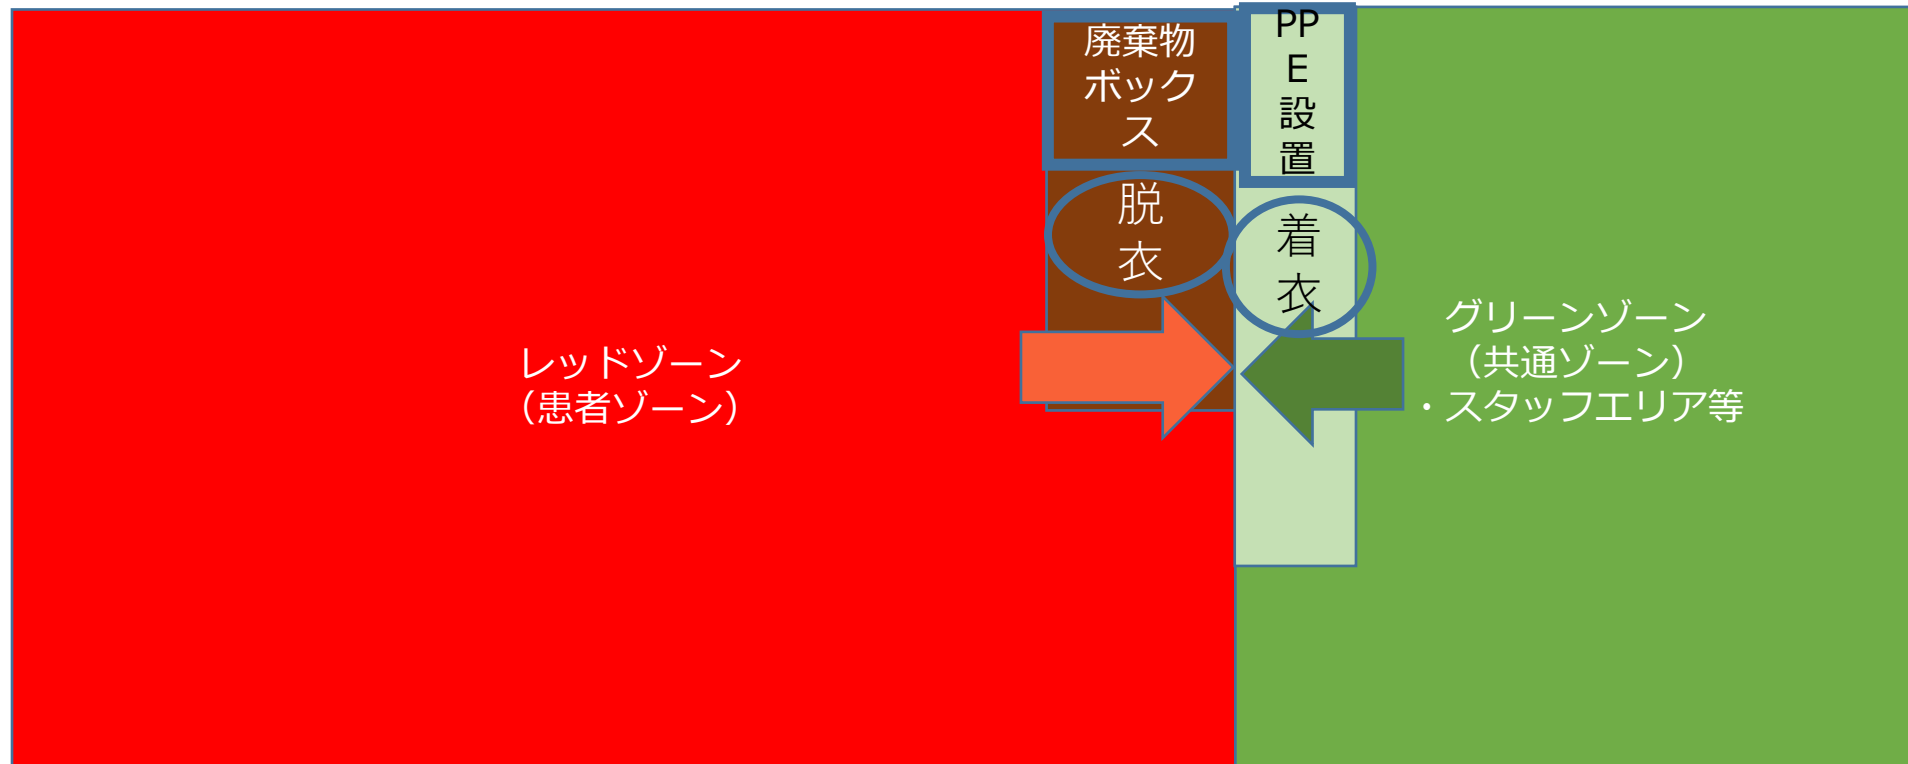 廃棄物
ボック
ス
PP
E
設
置
脱
衣
着
衣
レッドゾーン
（患者ゾーン）
グリーンゾーン
（共通ゾーン）
・スタッフエリア等